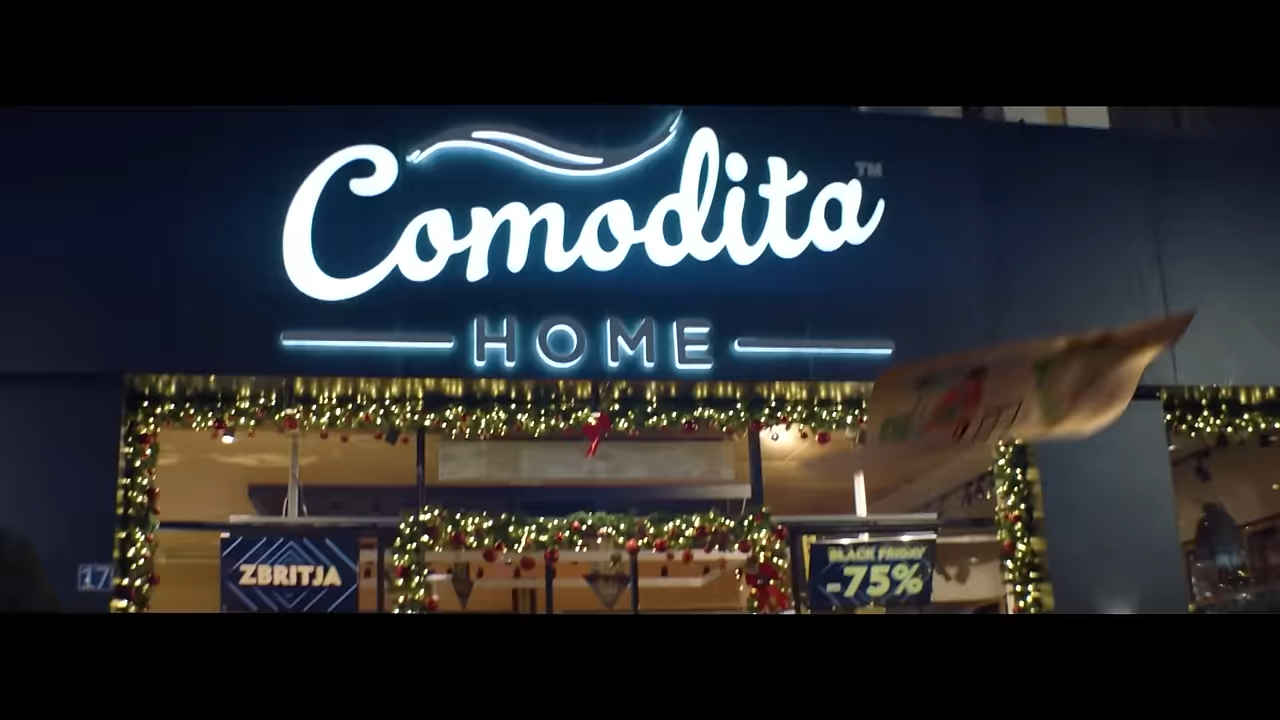 Comodita™
HOME
ZBRITJA
BLACK FRIDAY
-75%
17